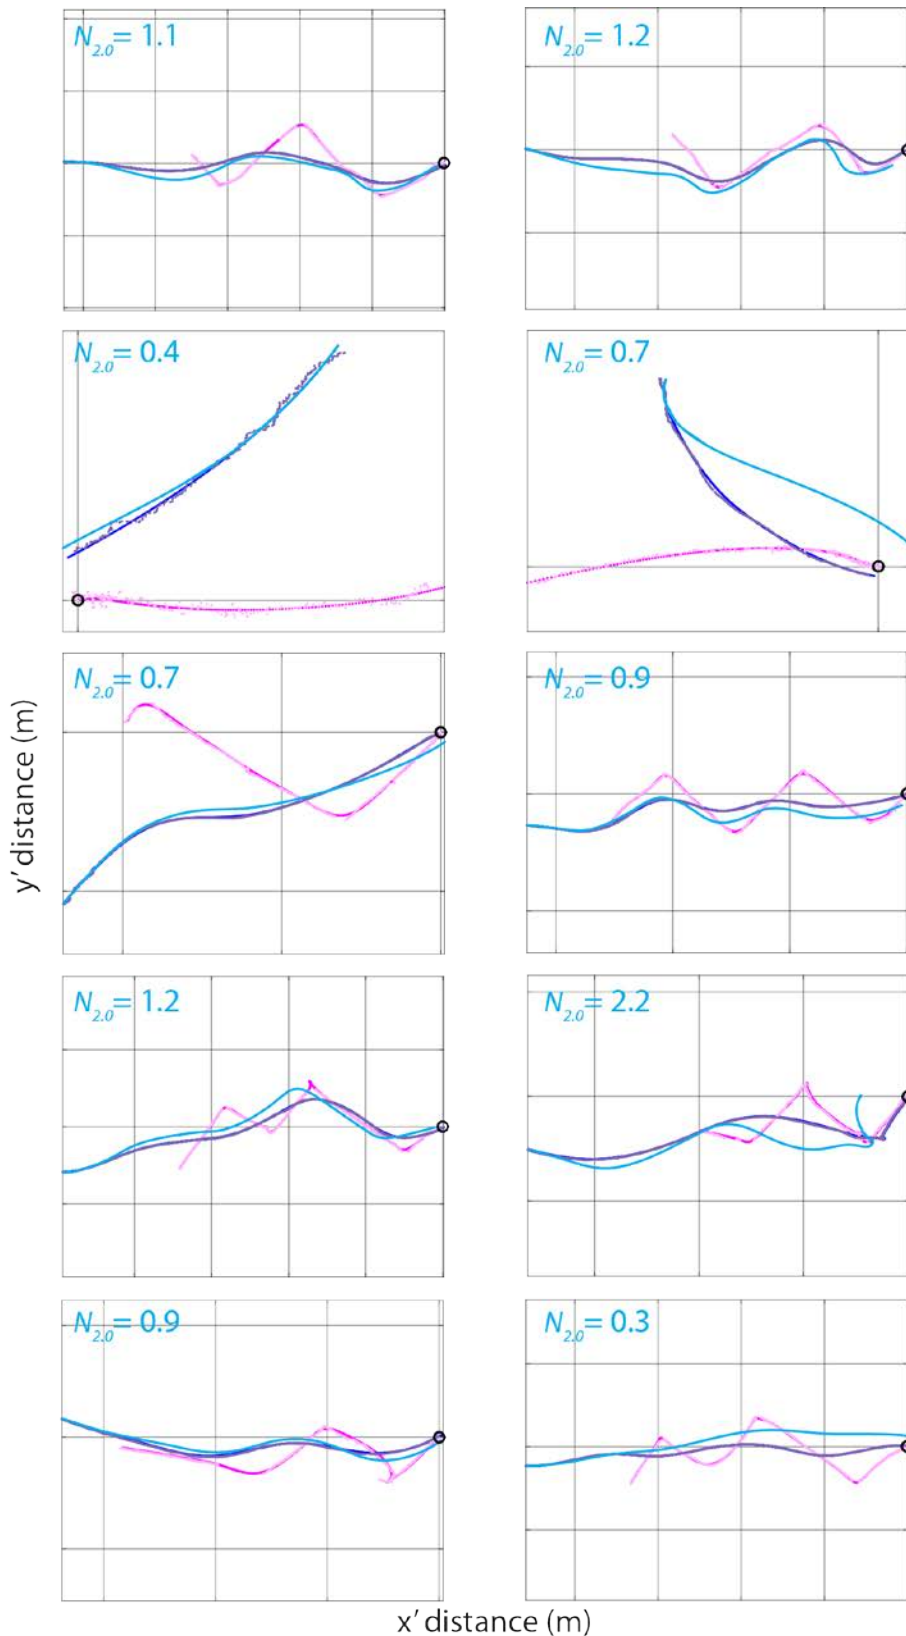 N2.0= 1.1
N2.0= 1.2
N2.0= 0.4
N2.0= 0.7
N2.0= 0.7
N2.0= 0.9
N2.0= 1.2
N2.0= 2.2
N2.0= 0.9
N2.0= 0.3
y' distance (m)
x' distance (m)